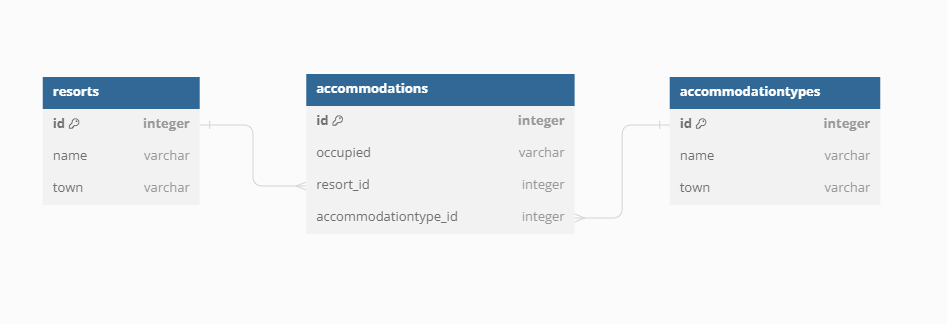 resorts
id integer
name varchar
town varchar
accommodations
id integer
occupied varchar
resort_id integer
accommodationtype_id integer
accommodationtypes
id integer
name varchar
town varchar